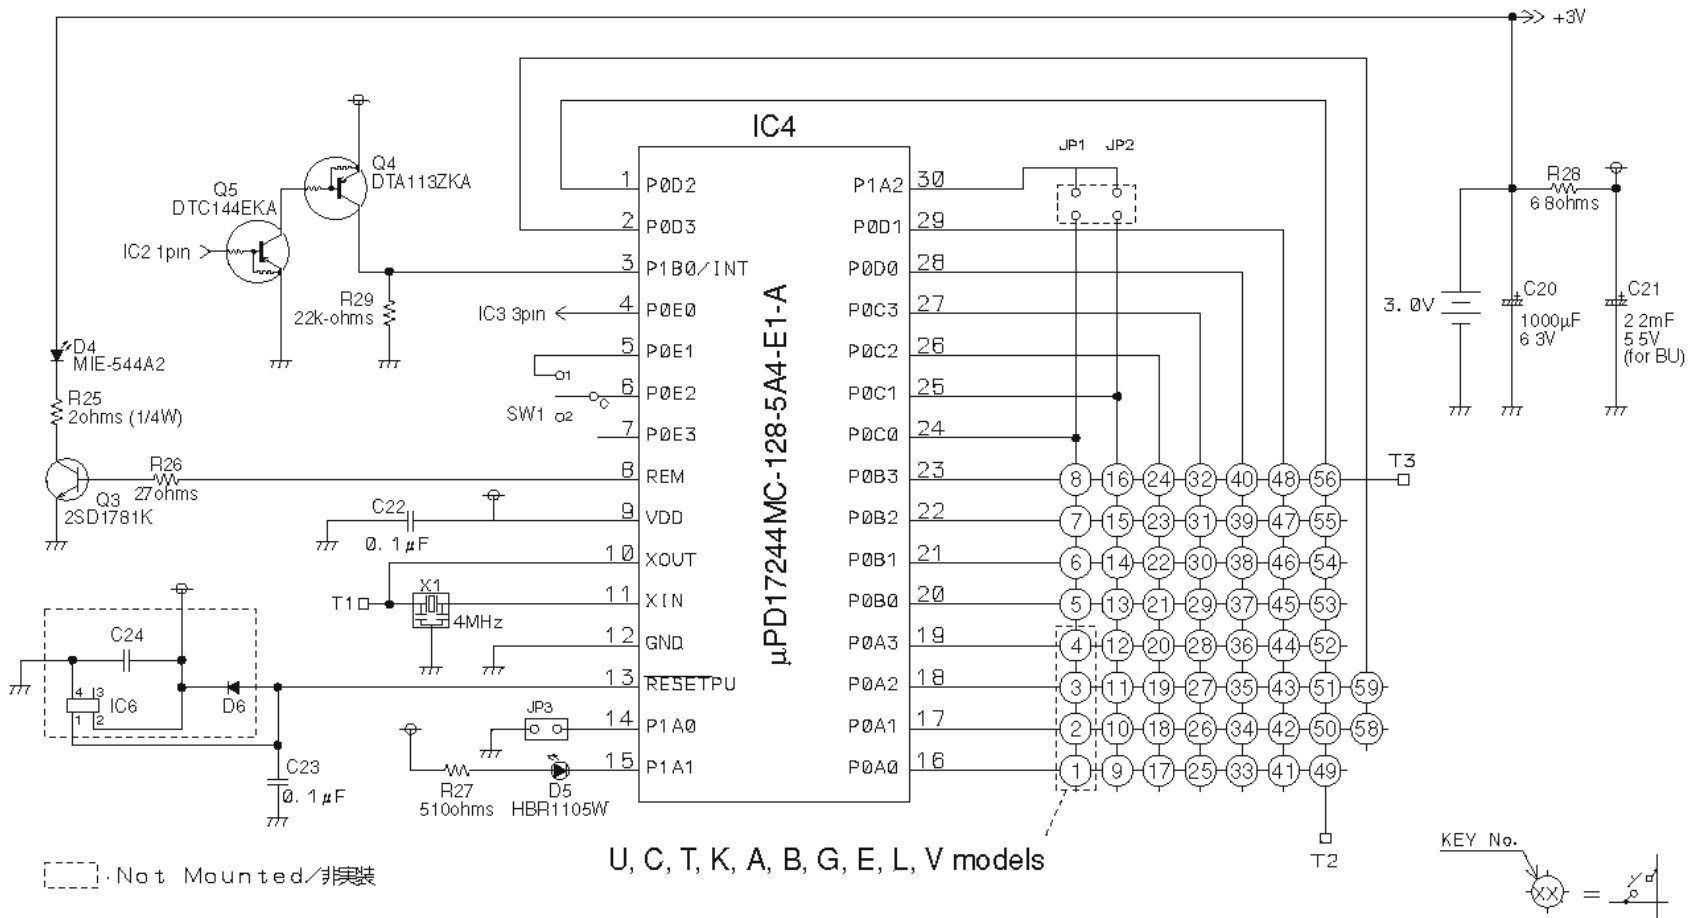 +3V
IC4
JP1 JP2
Q4
DTA113ZKA
Q5
DTC144EKA
IC2 1pin
1 P0D2
2 P0D3
3 P1B0/INT
4 P0E0
5 P0E1
6 P0E2
7 P0E3
8 REM
9 VDD
10 XOUT
11 XIN
12 GND
13 RESETPU
14 P1A0
15 P1A1
µPD17244MC-128-5A4-E1-A
P1A2 30
P0D1 29
P0D0 28
P0C3 27
P0C2 26
P0C1 25
P0C0 24
P0B3 23
P0B2 22
P0B1 21
P0B0 20
P0A3 19
P0A2 18
P0A1 17
P0A0 16
R28
6 8ohms
R29
22k-ohms
IC3 3pin
3. 0V
C20
1000µF
6 3V
C21
2 2mF
5 5V
(for BU)
D4
MIE-544A2
R25
2ohms (1/4W)
1
SW1 2
R26
27ohms
Q3
2SD1781K
C22
0. 1µF
T3
8 16 24 32 40 48 56
7 15 23 31 39 47 55
6 14 22 30 38 46 54
5 13 21 29 37 45 53
4 12 20 28 36 44 52
3 11 19 27 35 43 51 59
2 10 18 26 34 42 50 58
1 9 17 25 33 41 49
T1
X1
4MHz
C24
4 3
IC6
1 2
D6
JP3
C23
0. 1µF
R27
510ohms
D5
HBR1105W
T2
U, C, T, K, A, B, G, E, L, V models
KEY No.
XX =
· Not Mounted/非実装